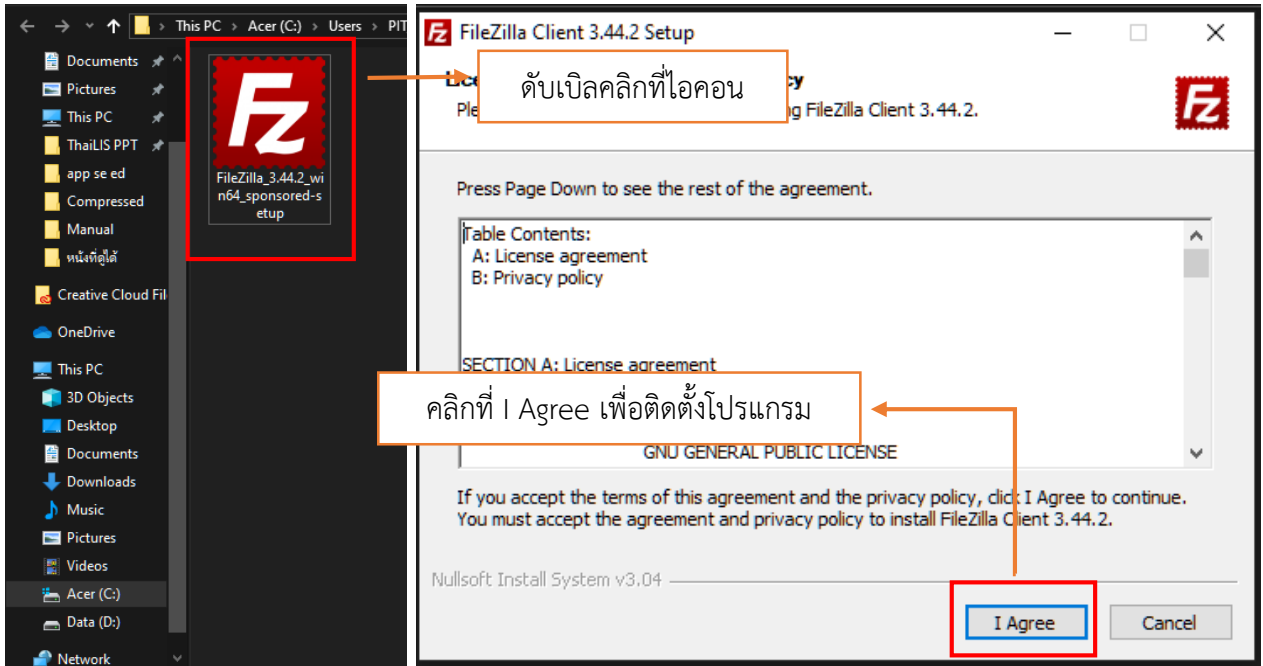 This PC > Acer (C:) > Users > PIT
Documents
Pictures
This PC
ThaiLIS PPT
app se ed
Compressed
Manual
หนังที่ดูได้
Creative Cloud Fil
OneDrive
This PC
3D Objects
Desktop
Documents
Downloads
Music
Pictures
Videos
Acer (C:)
Data (D:)
Network
Fz
FileZilla_3.44.2_wi
n64_sponsored-s
etup
ดับเบิลคลิกที่ไอคอน
Fz
FileZilla Client 3.44.2 Setup
Fz
g FileZilla Client 3.44.2.
Press Page Down to see the rest of the agreement.
Table Contents:
A: License agreement
B: Privacy policy
SECTION A: License agreement
คลิกที่ I Agree เพื่อติดตั้งโปรแกรม
GNU GENERAL PUBLIC LICENSE
If you accept the terms of this agreement and the privacy policy, click I Agree to continue.
You must accept the agreement and privacy policy to install FileZilla Client 3.44.2.
Nullsoft Install System v3.04
I Agree
Cancel